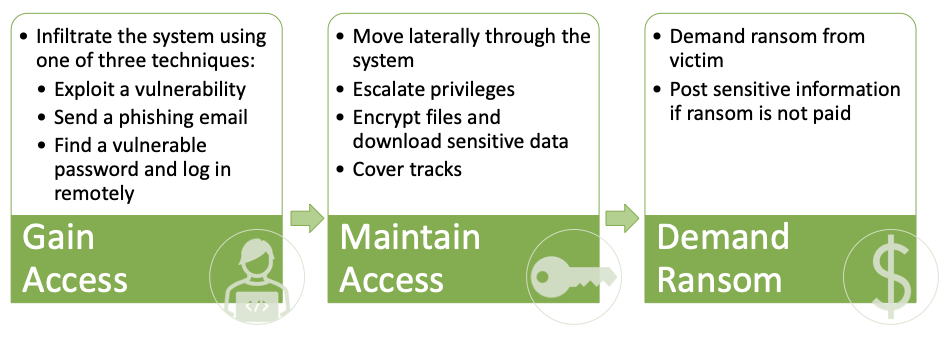 • Infiltrate the system using
one of three techniques:
• Exploit a vulnerability
• Send a phishing email
• Find a vulnerable
password and log in
remotely
Gain
Access
</>
• Move laterally through the
system
• Escalate privileges
• Encrypt files and
download sensitive data
• Cover tracks
Maintain
Access
• Demand ransom from
victim
• Post sensitive information
if ransom is not paid
Demand
Ransom
$